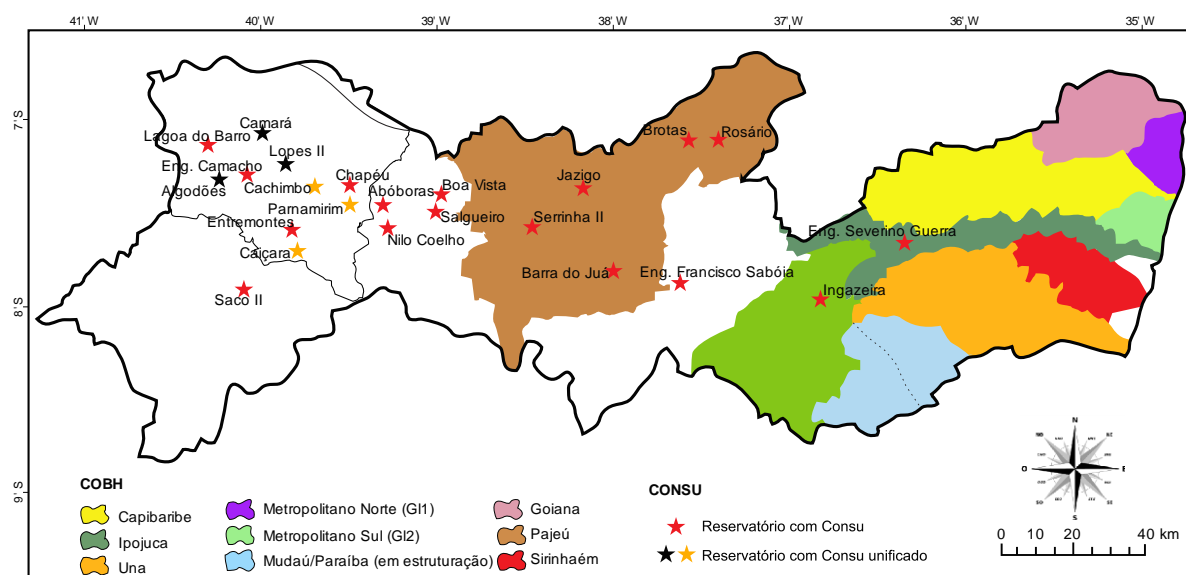 41°W 40°W 39°W 38°W 37°W 36°W 35°W
7°S
8°S
9°S
Camará
Lagoa do Barro
Lopes II
Eng. Camacho
Algodões
Cachimbo
Chapéu
Parnamirim
Abóboras
Boa Vista
Entremontes
Salgueiro
Nilo Coelho
Caiçara
Saco II
Brotas
Rosário
Jazigo
Serrinha II
Barra do Juá
Eng. Francisco Sabóia
Eng. Severino Guerra
Ingazeira
COBH
Capibaribe
Ipojuca
Una
Metropolitano Norte (GI1)
Metropolitano Sul (GI2)
Mudaú/Paraíba (em estruturação)
Goiana
Pajeú
Sirinhaém
CONSU
Reservatório com Consu
Reservatório com Consu unificado
N
NO NE
O E
SO SE
S
0 10 20 40 km